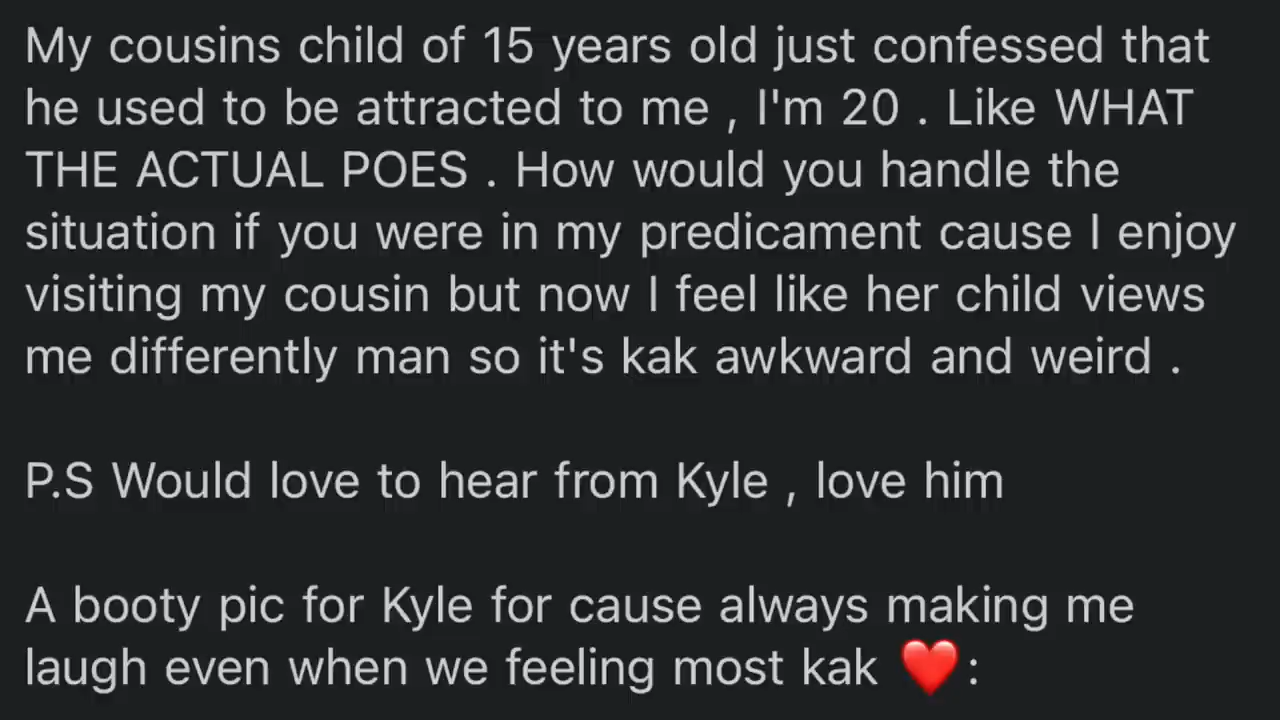 My cousins child of 15 years old just confessed that
he used to be attracted to me , I'm 20 . Like WHAT
THE ACTUAL POES . How would you handle the
situation if you were in my predicament cause I enjoy
visiting my cousin but now I feel like her child views
me differently man so it's kak awkward and weird .
P.S Would love to hear from Kyle , love him
A booty pic for Kyle for cause always making me
laugh even when we feeling most kak ❤️: